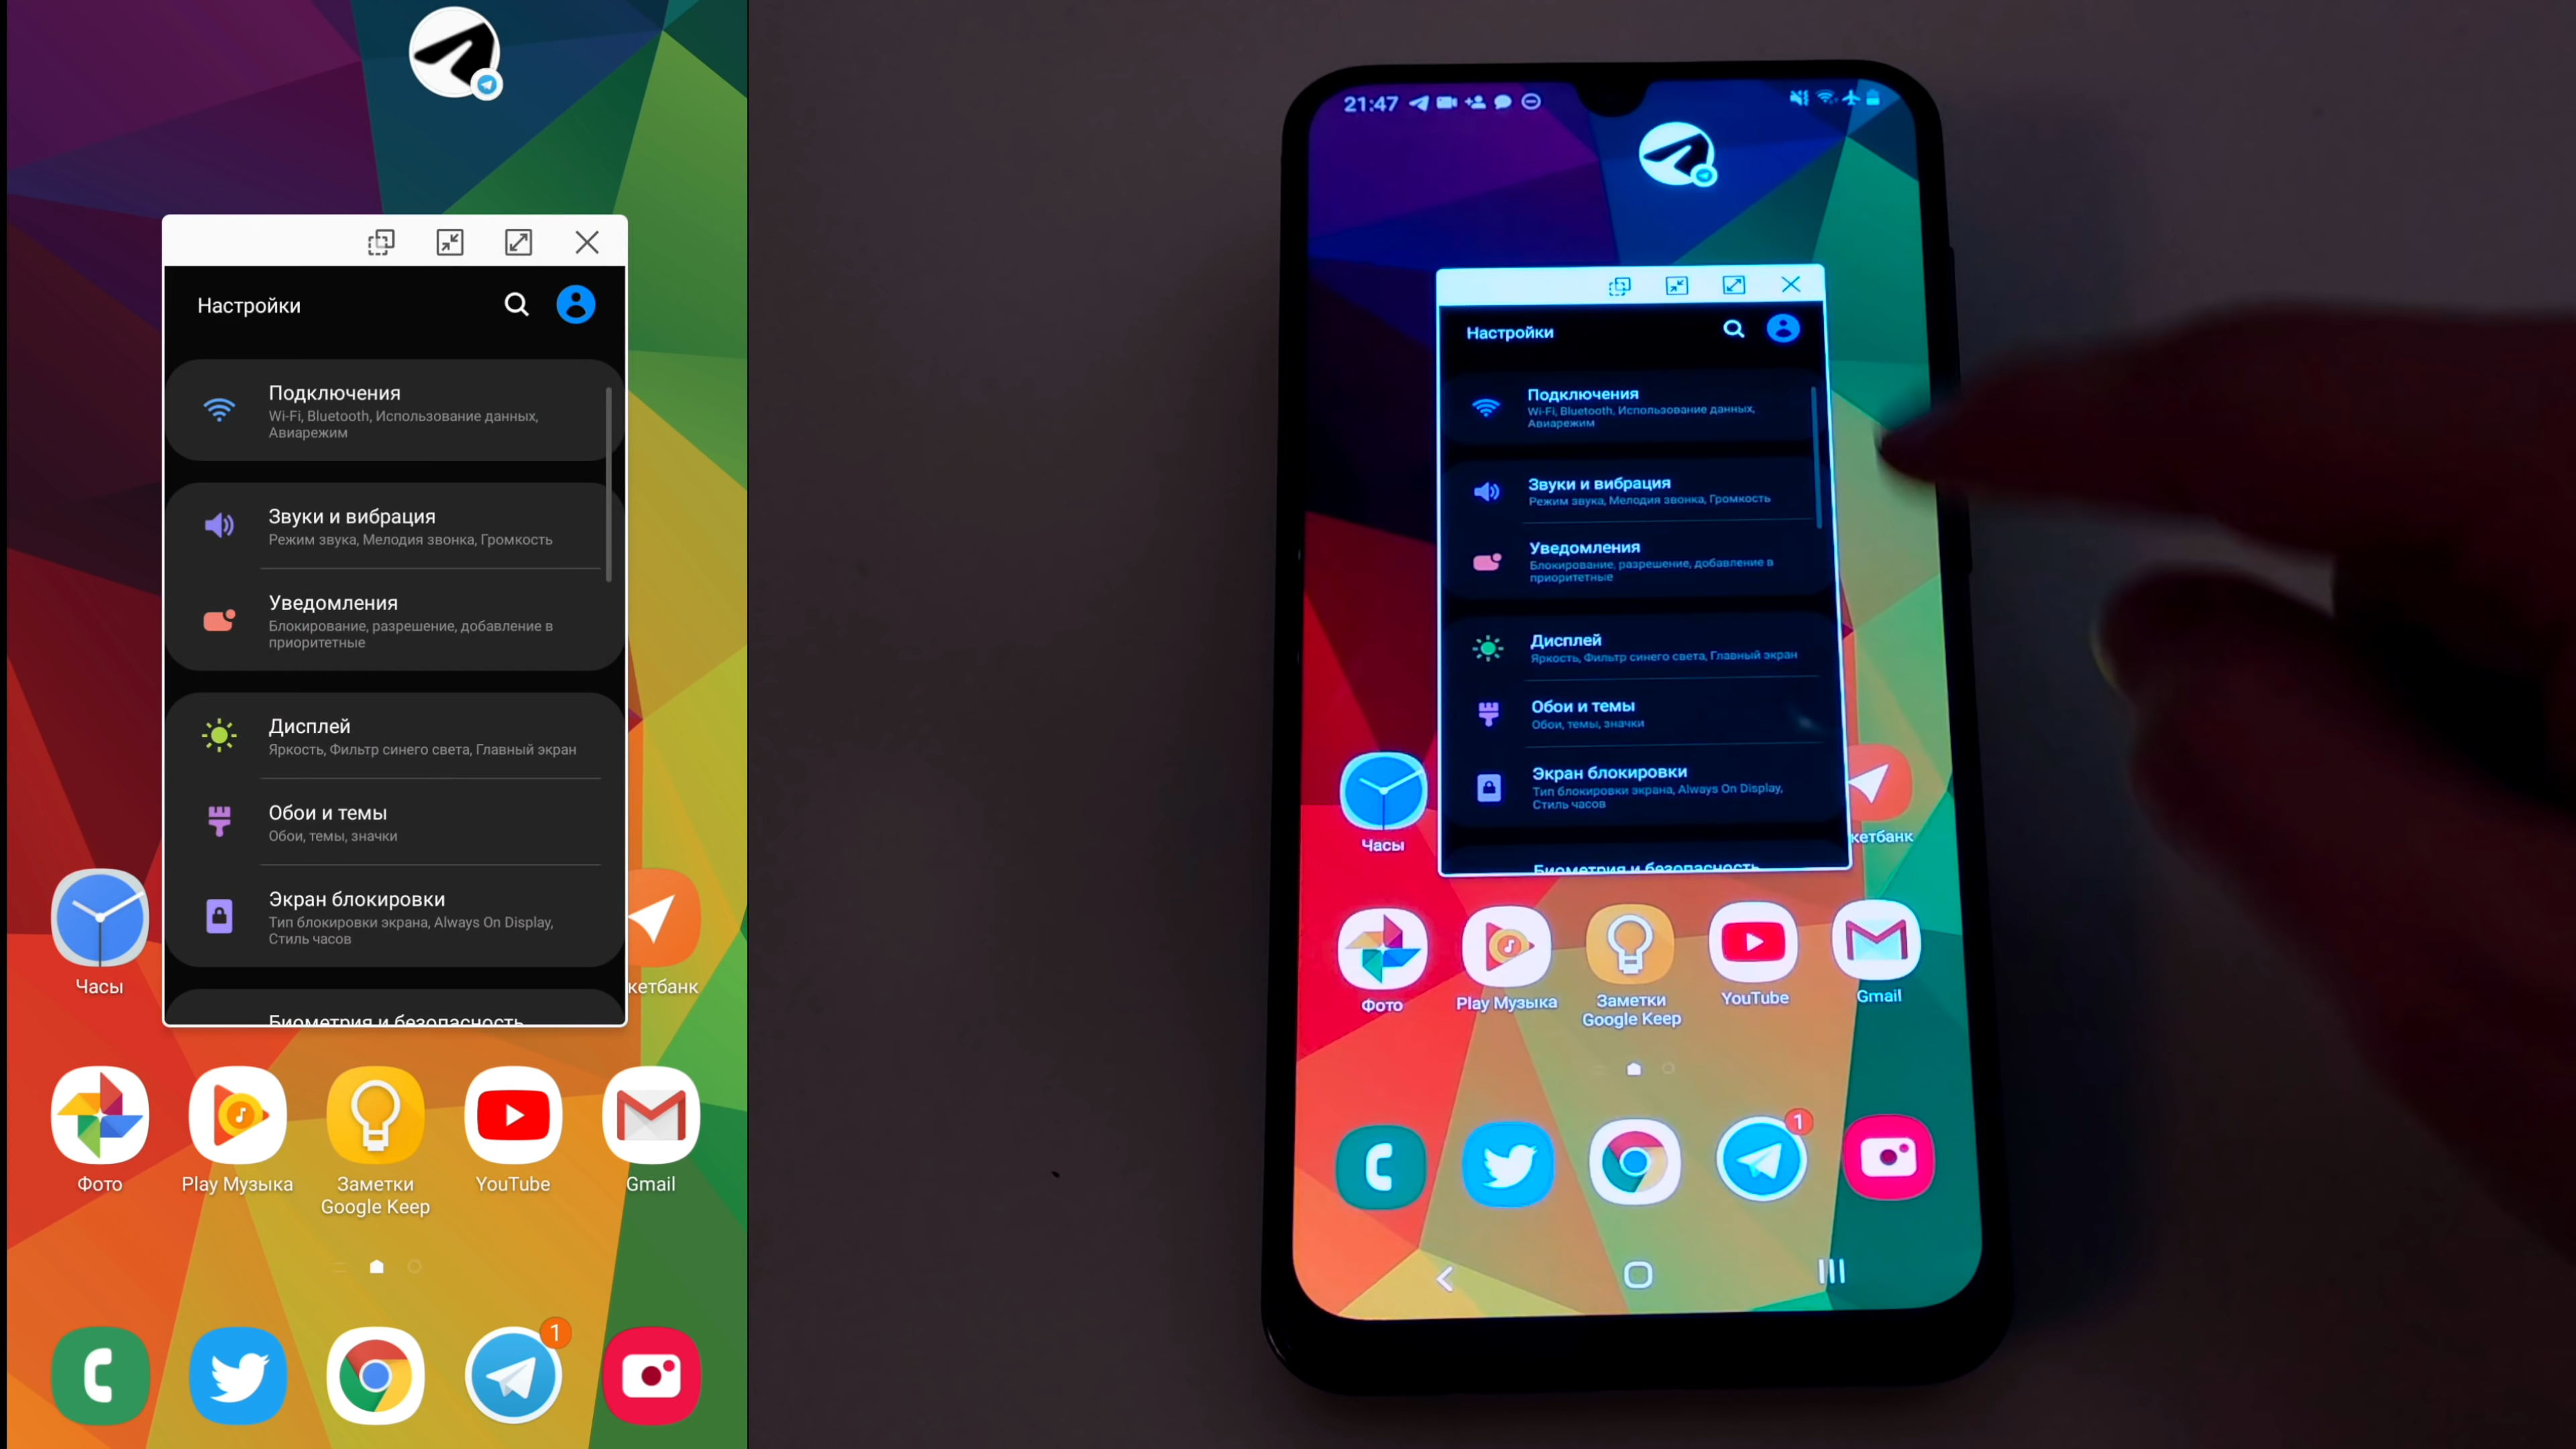 Настройки
Подключения
Wi-Fi, Bluetooth, Использование данных,
Авиарежим
Звуки и вибрация
Режим звука, Мелодия звонка, Громкость
Уведомления
Блокирование, разрешение, добавление в
приоритетные
Дисплей
Яркость, Фильтр синего света, Главный экран
Обои и темы
Обои, темы, значки
Экран блокировки
Тип блокировки экрана, Always On Display,
Стиль часов
Биометрия и безопасность
Часы
кетбанк
Фото
Play Музыка
Заметки
Google Keep
YouTube
Gmail
1
21:47
Настройки
Подключения
Wi-Fi, Bluetooth, Использование данных,
Авиарежим
Звуки и вибрация
Режим звука, Мелодия звонка, Громкость
Уведомления
Блокирование, разрешение, добавление в
приоритетные
Дисплей
Яркость, Фильтр синего света, Главный экран
Обои и темы
Обои, темы, значки
Экран блокировки
Тип блокировки экрана, Always On Display,
Стиль часов
Биометрия и безопасность
Часы
кетбанк
Фото
Play Музыка
Заметки
Google Keep
YouTube
Gmail
1